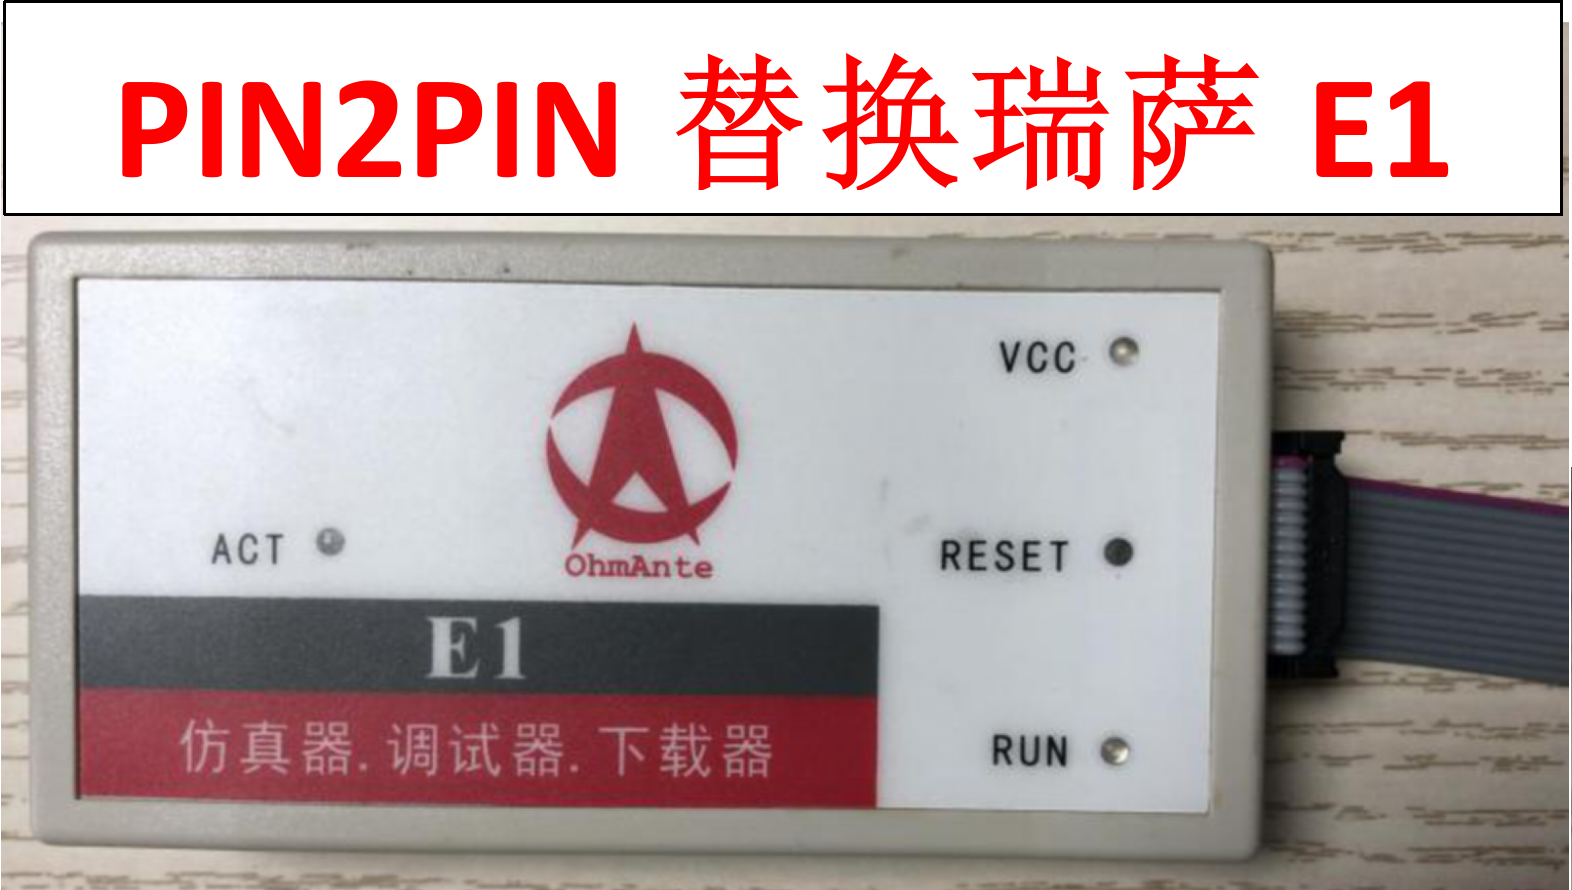 PIN2PIN 替换瑞萨 E1
VCC
ACT
OhmAnte
RESET
E1
仿真器.调试器.下载器
RUN